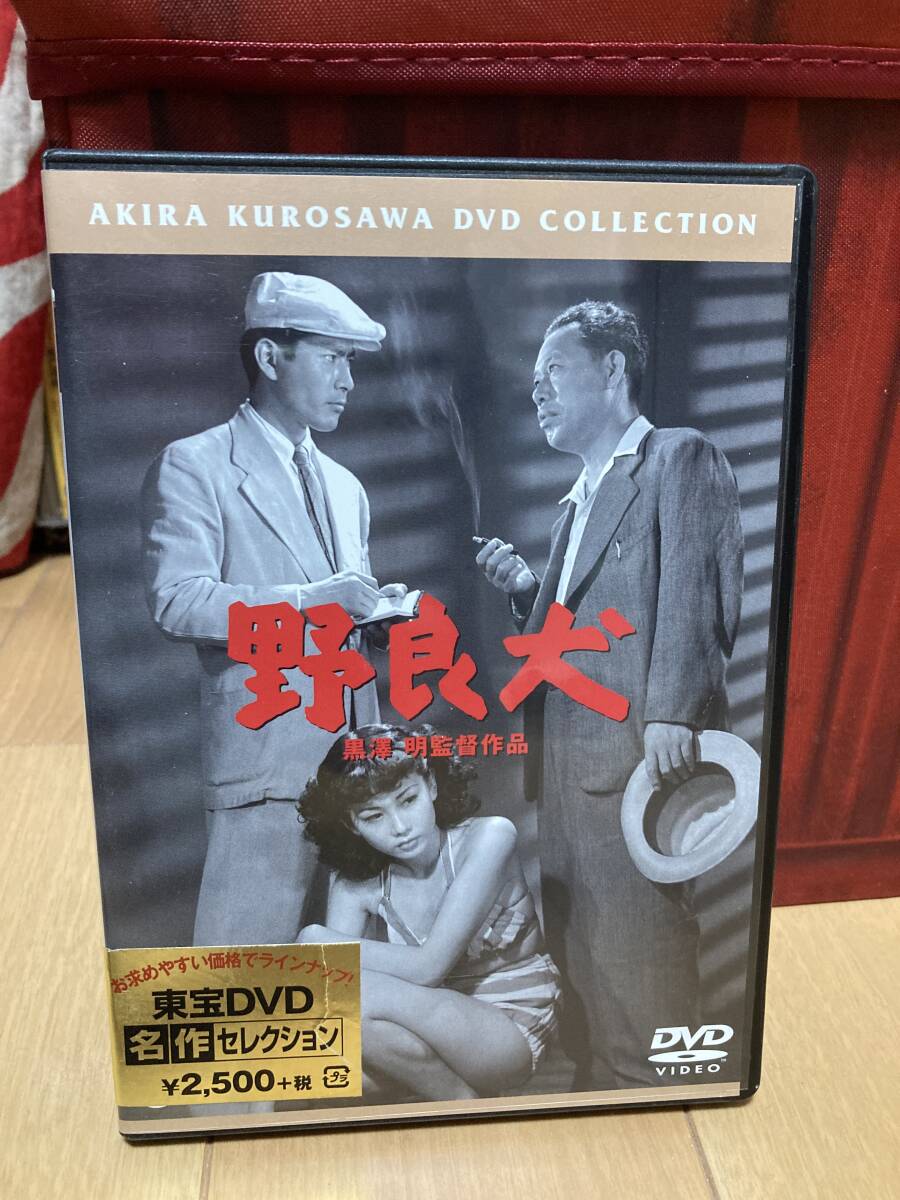 AKIRA KUROSAWA DVD COLLECTION
野良犬
黒澤 明監督作品
お求めやすい価格でラインナップ!
東宝DVD
名作セレクション
¥2,500+税 プラ
DVD
VIDEO